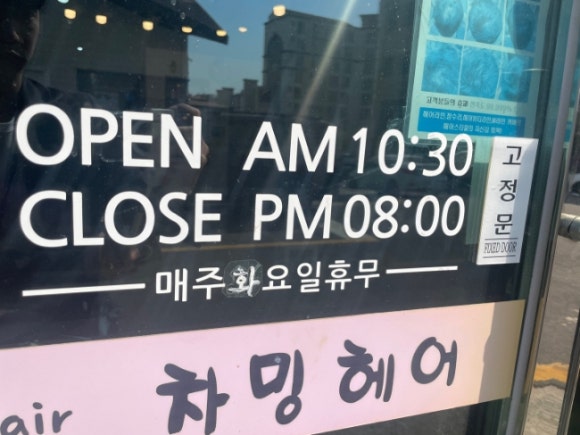 OPEN AM 10:30
CLOSE PM 08:00
매주화요일휴무
고정문
FIXED DOOR
air 차밍헤어